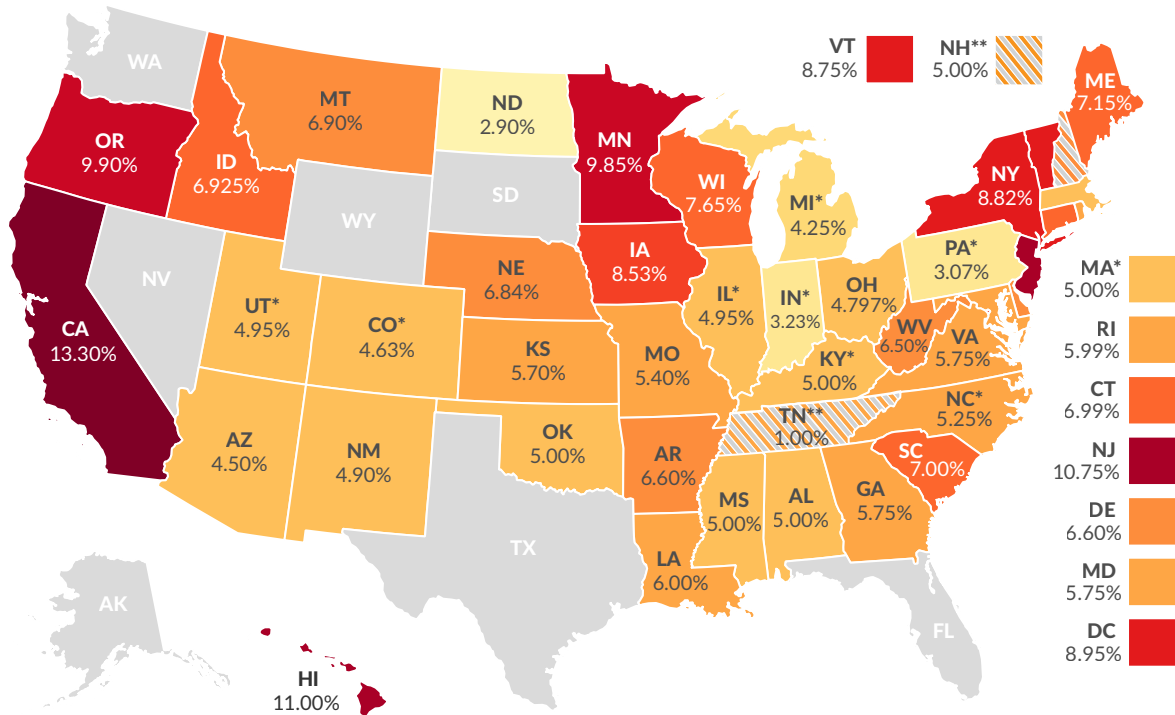 WA
VT
8.75%
NH**
5.00%
ME
7.15%
MT
6.90%
ND
2.90%
MN
9.85%
OR
9.90%
ID
6.925%
WI
7.65%
NY
8.82%
SD
WY
MI*
4.25%
IA
8.53%
PA*
3.07%
NE
6.84%
NV
UT*
4.95%
CO*
4.63%
IL*
4.95%
IN*
3.23%
OH
4.797%
MA*
5.00%
CA
13.30%
KS
5.70%
MO
5.40%
KY*
5.00%
WV
6.50%
VA
5.75%
RI
5.99%
CT
6.99%
AZ
4.50%
NM
4.90%
OK
5.00%
AR
6.60%
TN**
1.00%
NC*
5.25%
SC
7.00%
NJ
10.75%
MS
5.00%
AL
5.00%
GA
5.75%
DE
6.60%
TX
LA
6.00%
MD
5.75%
AK
FL
DC
8.95%
HI
11.00%